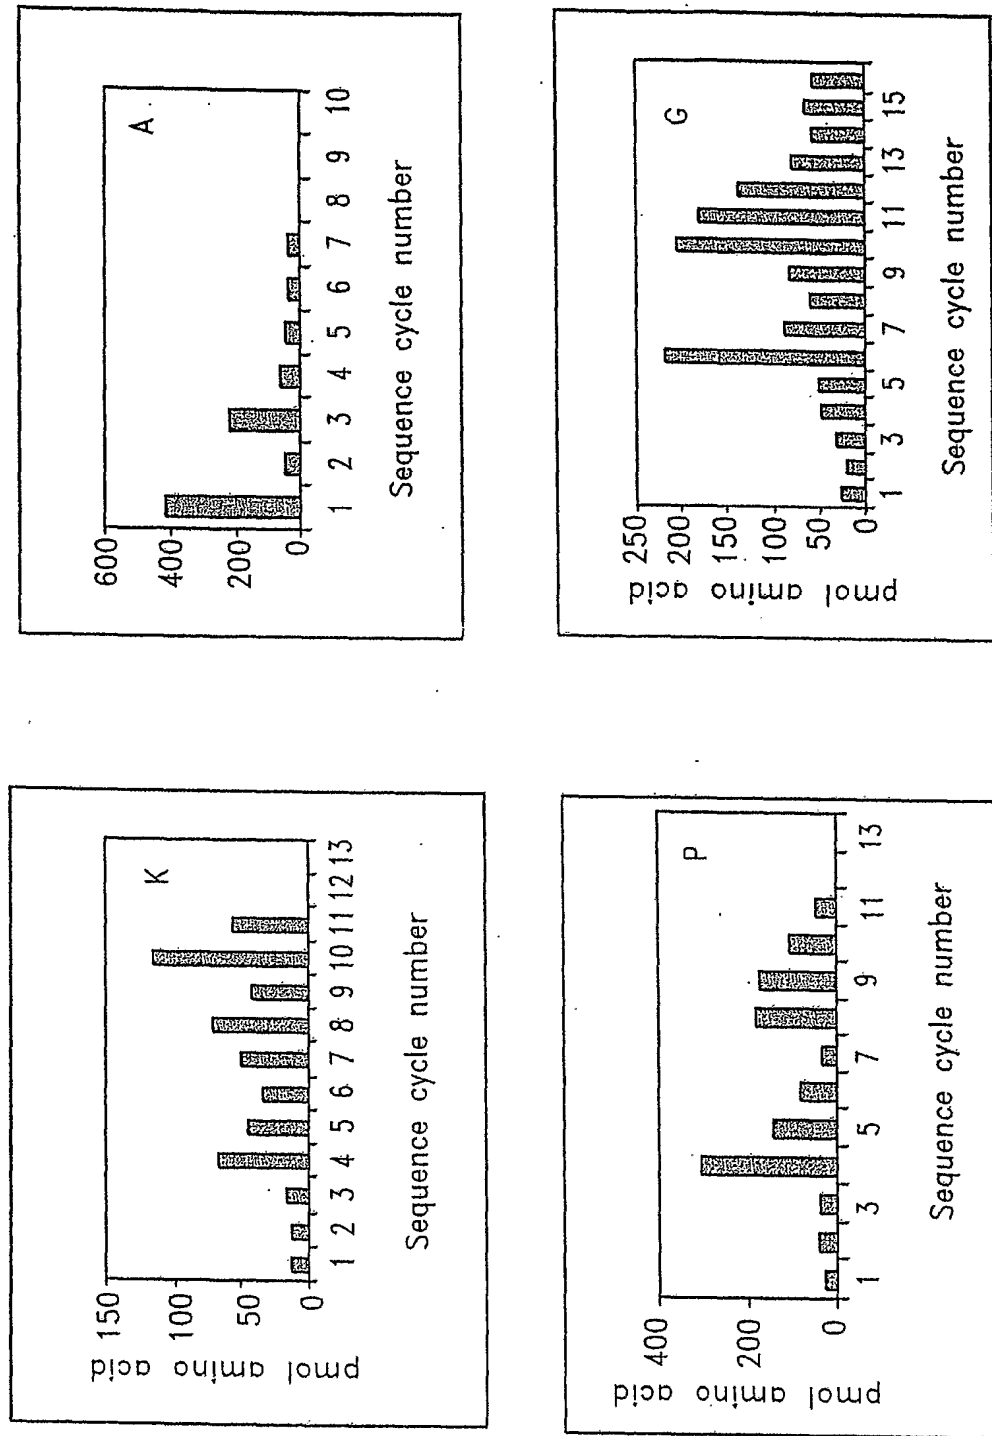 K
150
100
50
0
pmol amino acid
1 2 3 4 5 6 7 8 9 10 11 12 13
Sequence cycle number
A
600
400
200
0
1 2 3 4 5 6 7 8 9 10
Sequence cycle number
P
400
200
0
pmol amino acid
1 3 5 7 9 11 13
Sequence cycle number
G
250
200
150
100
50
0
pmol amino acid
1 3 5 7 9 11 13 15
Sequence cycle number